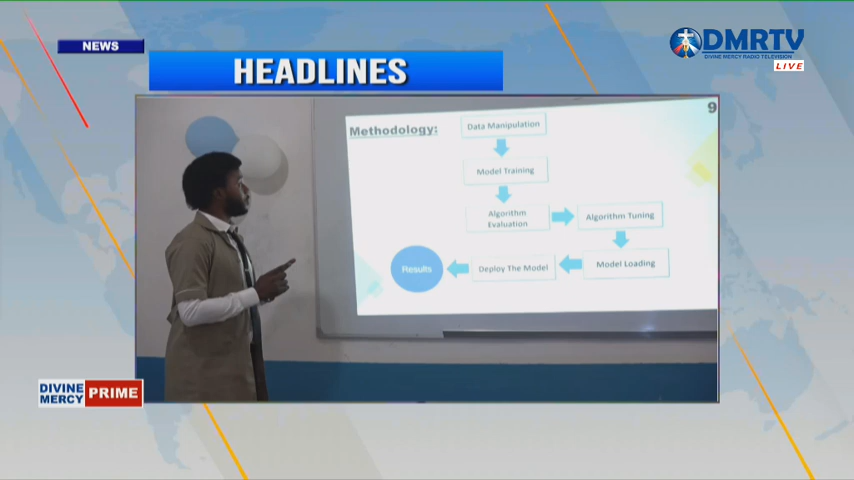 NEWS
DMRTV
DIVINE MERCY RADIO TELEVISION
LIVE
HEADLINES
9
Methodology:
Data Manipulation
Model Training
Algorithm
Evaluation
Algorithm Tuning
Results
Deploy The Model
Model Loading
DIVINE
MERCY
PRIME